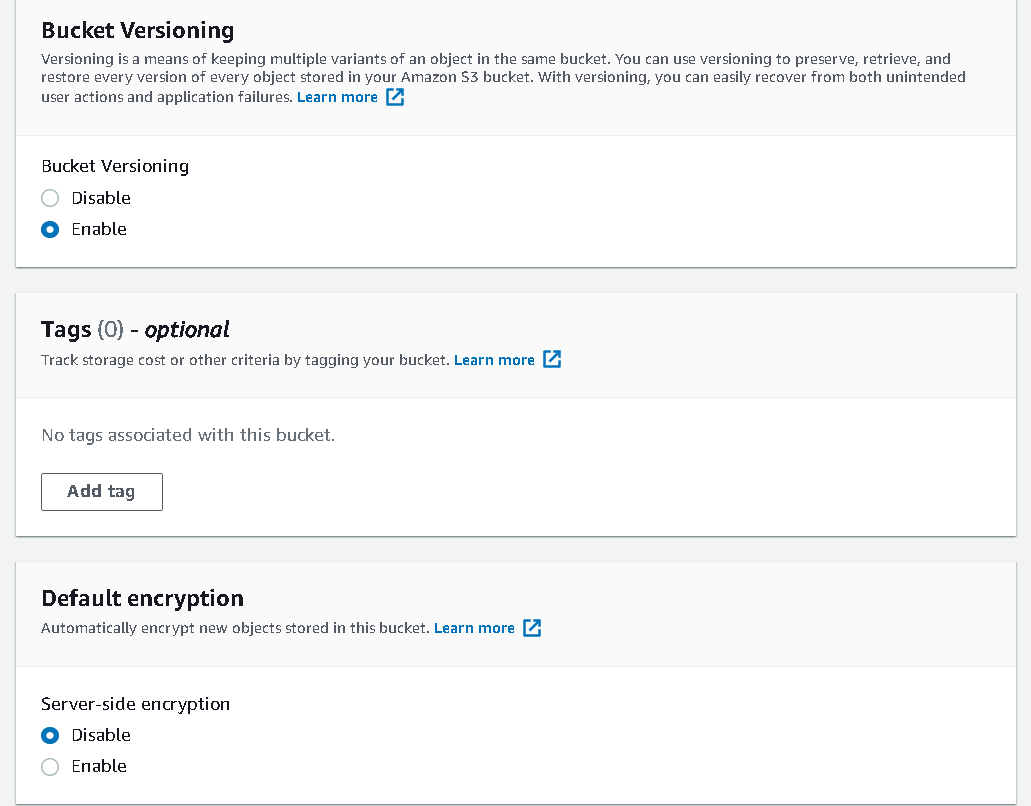 Bucket Versioning
Versioning is a means of keeping multiple variants of an object in the same bucket. You can use versioning to preserve, retrieve, and
restore every version of every object stored in your Amazon S3 bucket. With versioning, you can easily recover from both unintended
user actions and application failures. Learn more
Bucket Versioning
Disable
Enable
Tags (0) - optional
Track storage cost or other criteria by tagging your bucket. Learn more
No tags associated with this bucket.
Add tag
Default encryption
Automatically encrypt new objects stored in this bucket. Learn more
Server-side encryption
Disable
Enable